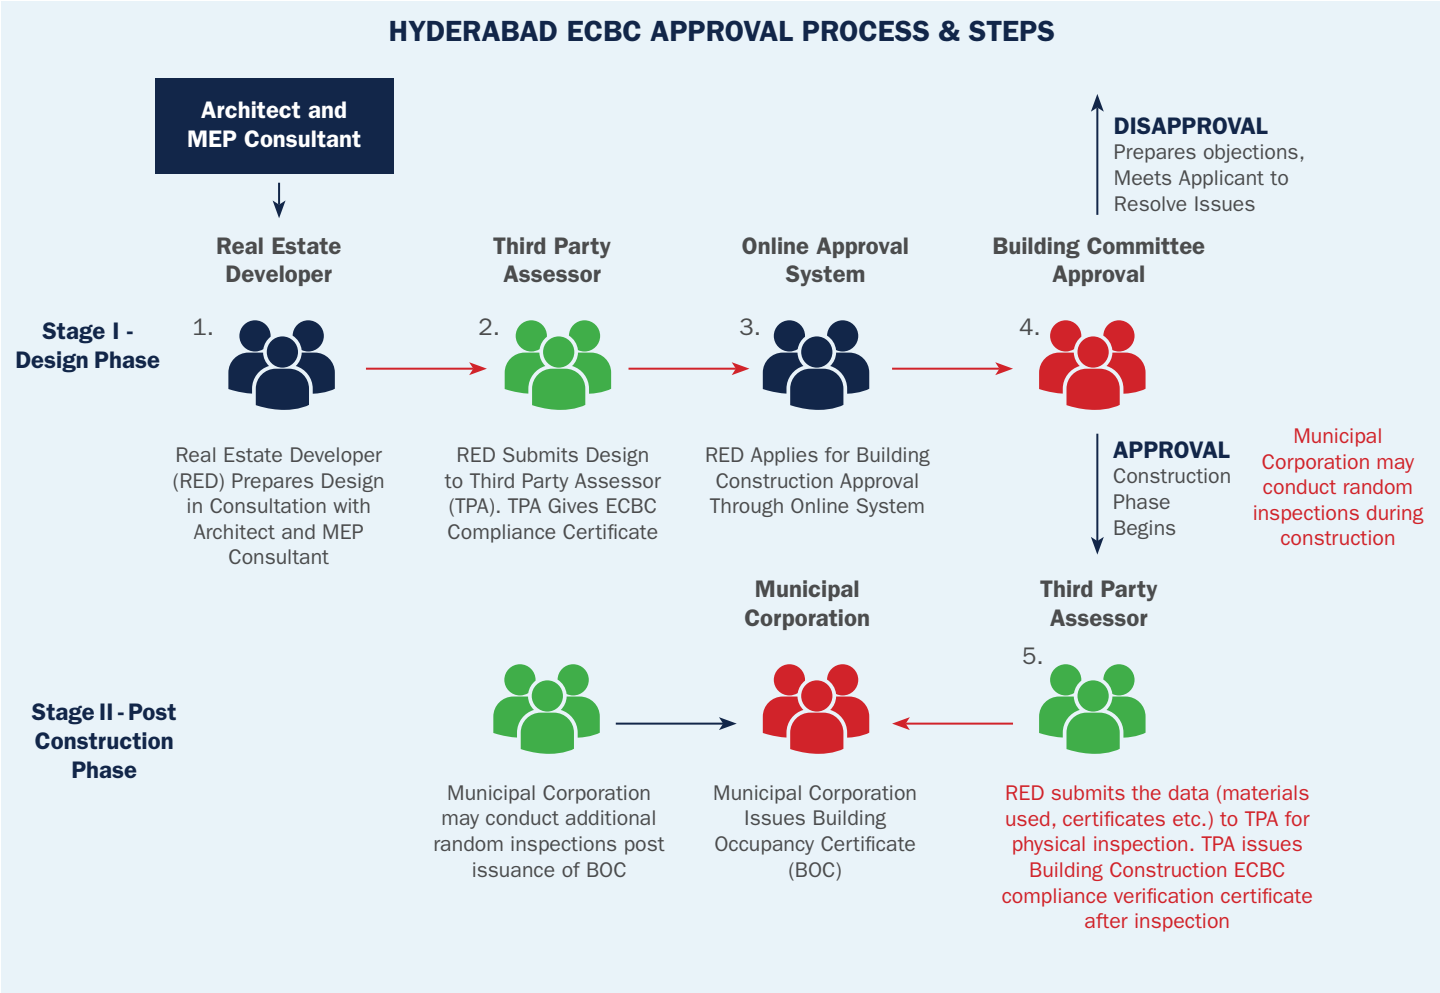 HYDERABAD ECBC APPROVAL PROCESS & STEPS
Architect and
MEP Consultant
DISAPPROVAL
Prepares objections,
Meets Applicant to
Resolve Issues
Real Estate
Developer
Third Party
Assessor
Online Approval
System
Building Committee
Approval
Stage I -
Design Phase
1.
2.
3.
4.
Real Estate Developer
(RED) Prepares Design
in Consultation with
Architect and MEP
Consultant
RED Submits Design
to Third Party Assessor
(TPA). TPA Gives ECBC
Compliance Certificate
RED Applies for Building
Construction Approval
Through Online System
APPROVAL
Construction
Phase
Begins
Municipal
Corporation may
conduct random
inspections during
construction
Municipal
Corporation
Third Party
Assessor
5.
Stage II - Post
Construction
Phase
Municipal Corporation
may conduct additional
random inspections post
issuance of BOC
Municipal Corporation
Issues Building
Occupancy Certificate
(BOC)
RED submits the data (materials
used, certificates etc.) to TPA for
physical inspection. TPA issues
Building Construction ECBC
compliance verification certificate
after inspection